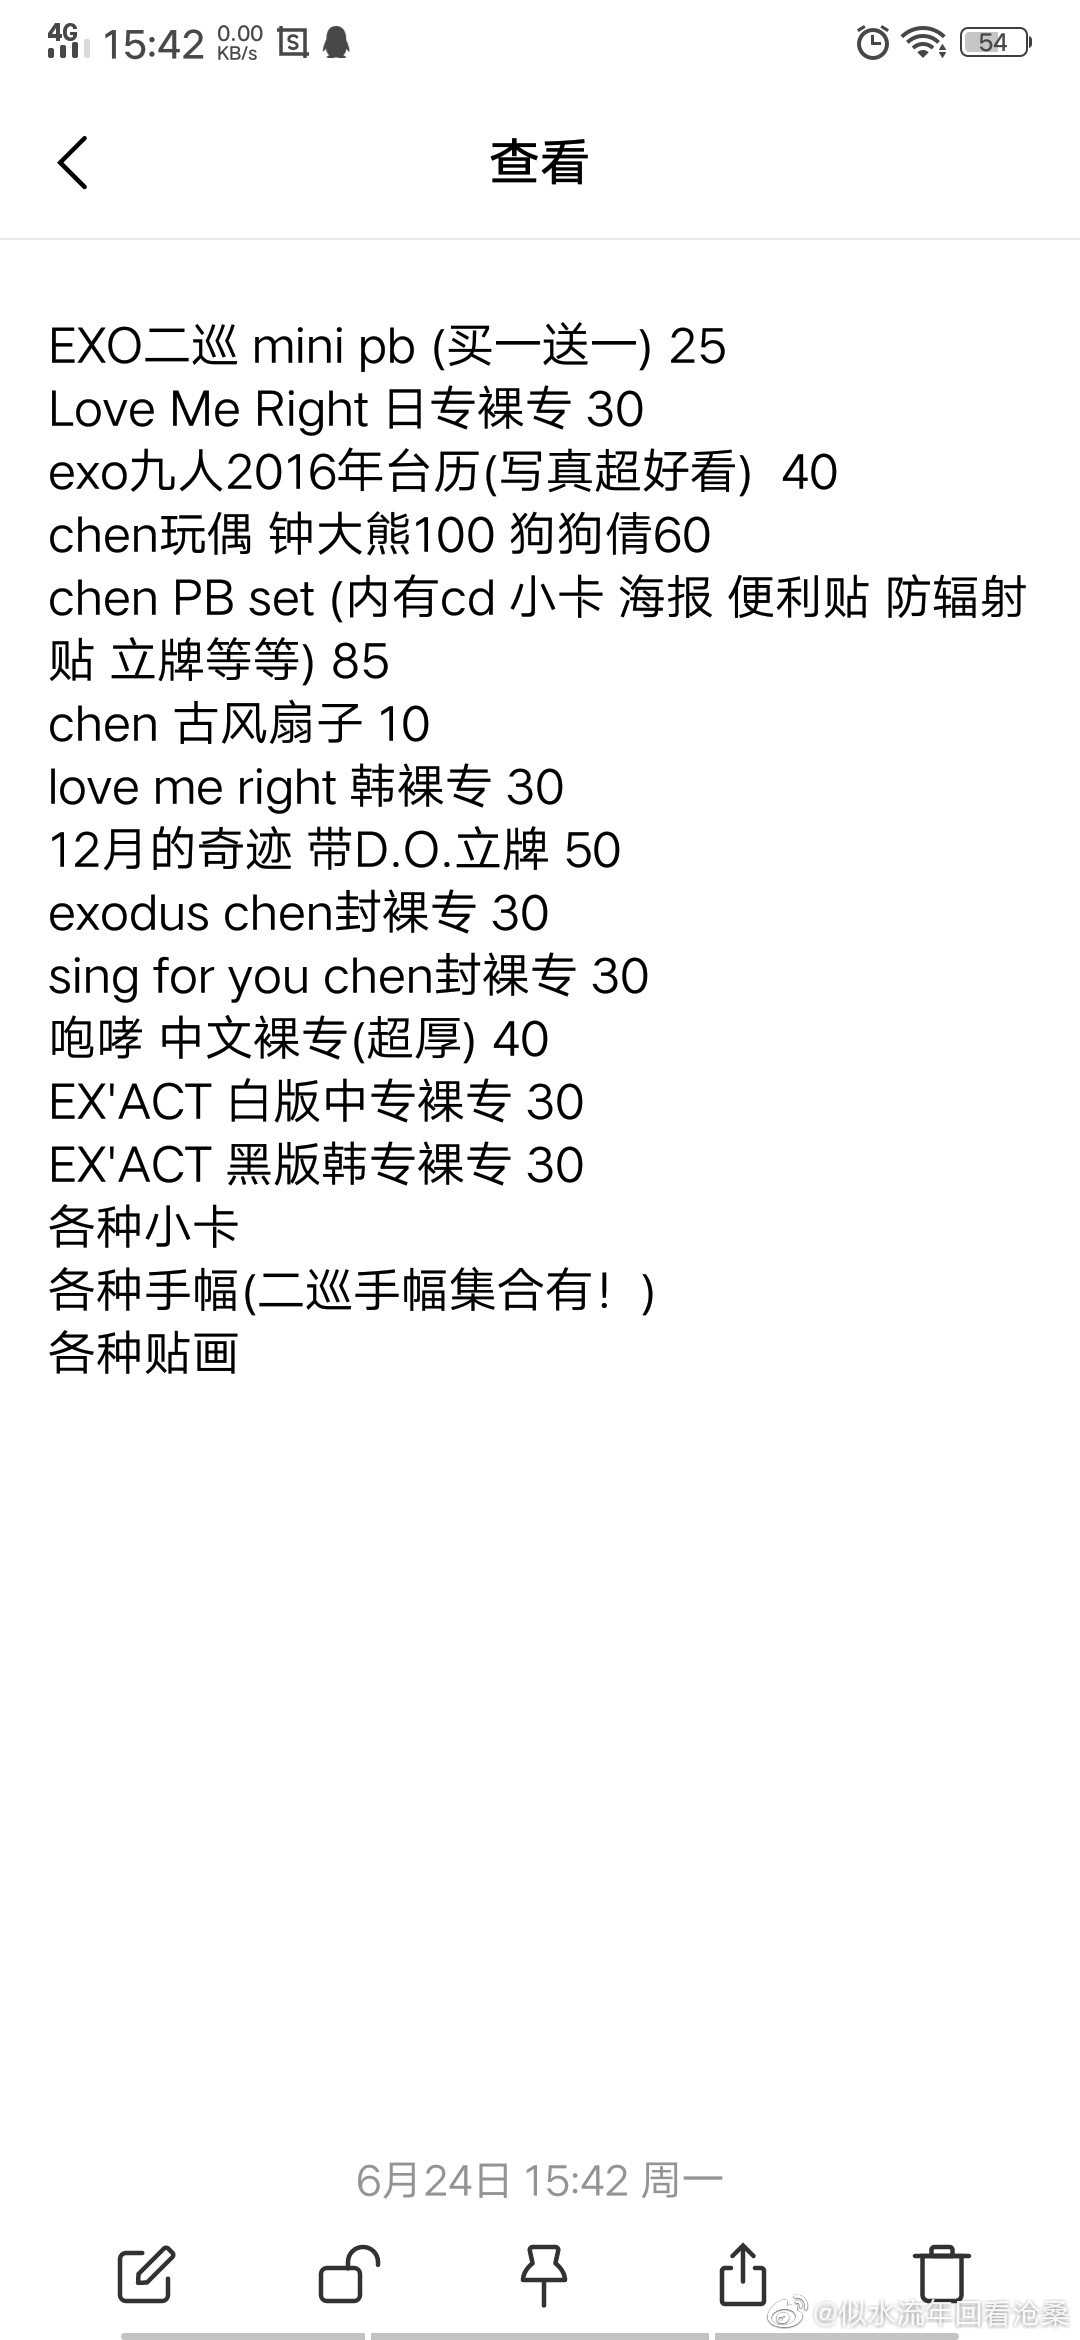 4G 15:42 0.00 KB/s S 54
查看
EXO二巡 mini pb (买一送一) 25
Love Me Right 日专裸专 30
exo九人2016年台历(写真超好看) 40
chen玩偶 钟大熊100 狗狗倩60
chen PB set (内有cd 小卡 海报 便利贴 防辐射
贴 立牌等等) 85
chen 古风扇子 10
love me right 韩裸专 30
12月的奇迹 带D.O.立牌 50
exodus chen封裸专 30
sing for you chen封裸专 30
咆哮 中文裸专(超厚) 40
EX'ACT 白版中专裸专 30
EX'ACT 黑版韩专裸专 30
各种小卡
各种手幅(二巡手幅集合有！)
各种贴画
6月24日 15:42 周一
@似水流年回看沧桑